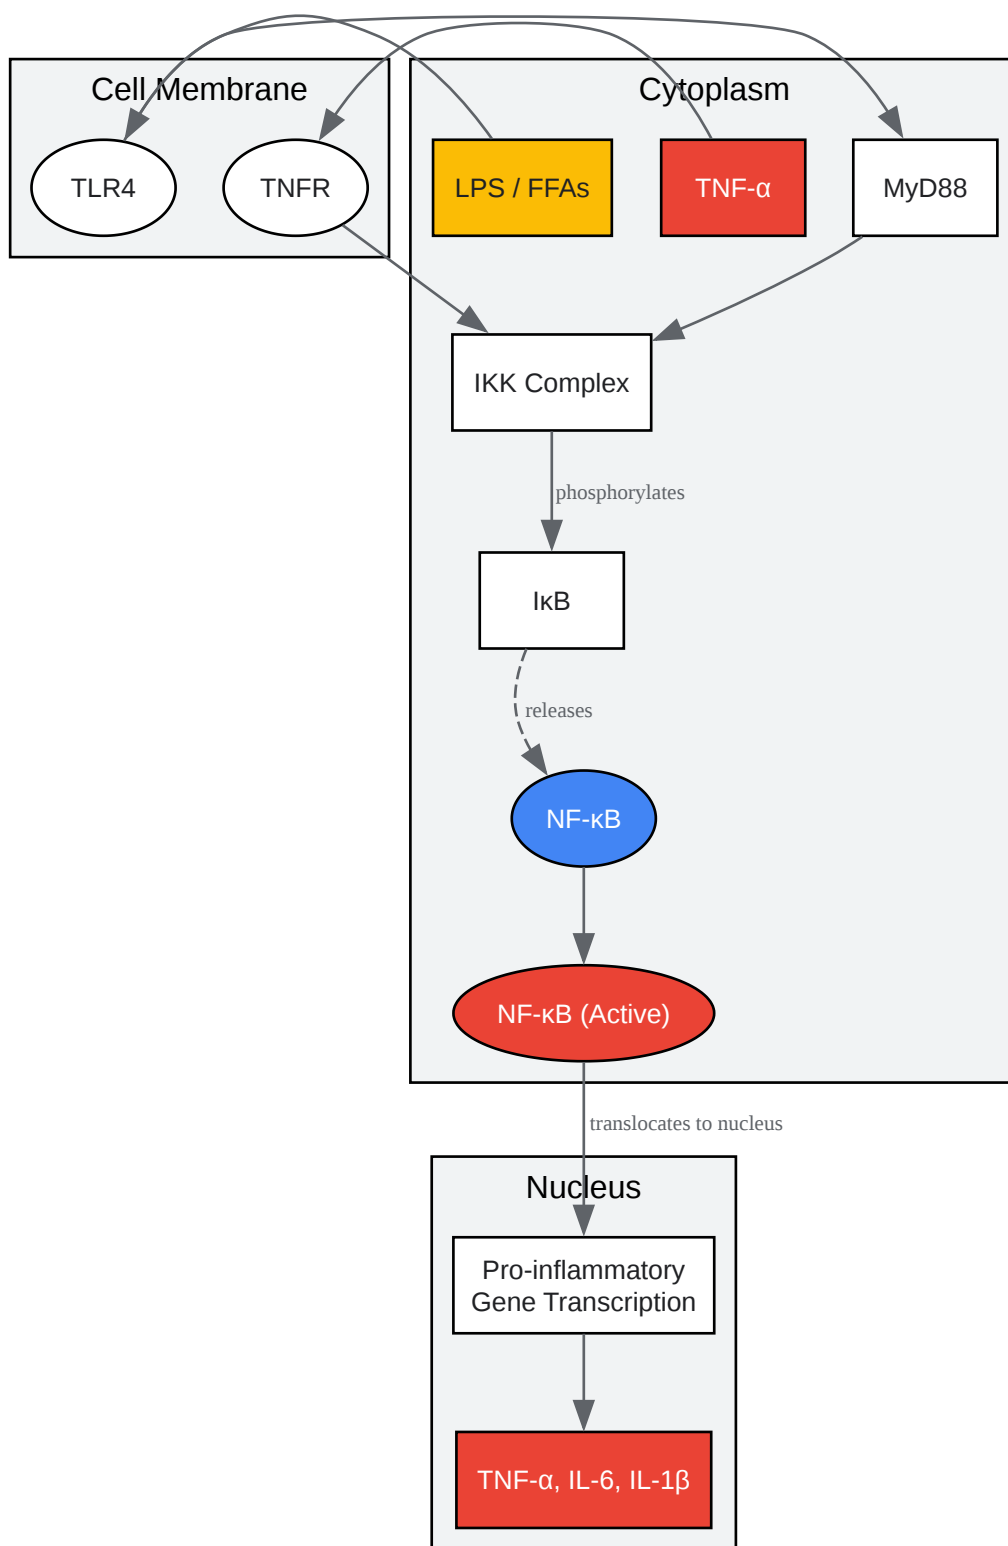 Cell Membrane
Cytoplasm
TLR4
TNFR
LPS / FFAs
TNF-α
MyD88
IKK Complex
phosphorylates
IκB
releases
NF-κB
NF-κB (Active)
translocates to nucleus
Nucleus
Pro-inflammatory
Gene Transcription
TNF-α, IL-6, IL-1β